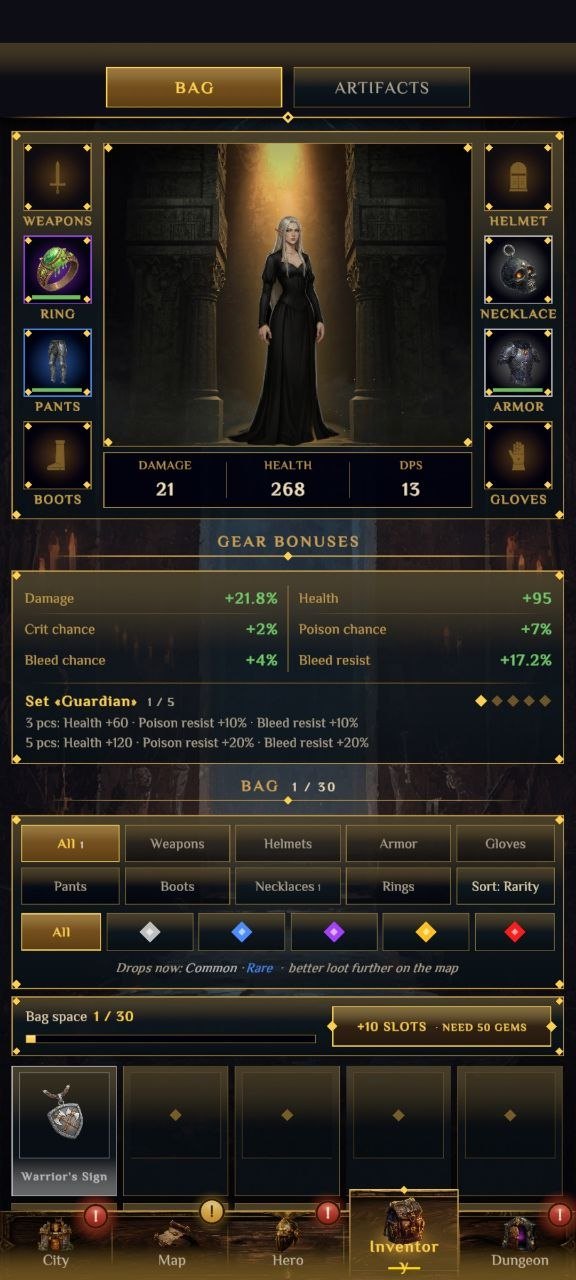 BAG ARTIFACTS
WEAPONS HELMET
RING NECKLACE
PANTS ARMOR
BOOTS GLOVES
DAMAGE HEALTH DPS
21 268 13
GEAR BONUSES
Damage +21.8% Health +95
Crit chance +2% Poison chance +7%
Bleed chance +4% Bleed resist +17.2%
Set «Guardian» 1 / 5
3 pcs: Health +60 · Poison resist +10% · Bleed resist +10%
5 pcs: Health +120 · Poison resist +20% · Bleed resist +20%
BAG 1 / 30
All 1 Weapons Helmets Armor Gloves
Pants Boots Necklaces 1 Rings Sort: Rarity
All
Drops now: Common · Rare · better loot further on the map
Bag space 1 / 30
+10 SLOTS · NEED 50 GEMS
Warrior's Sign
! ! ! !
City Map Hero Inventor
y Dungeon